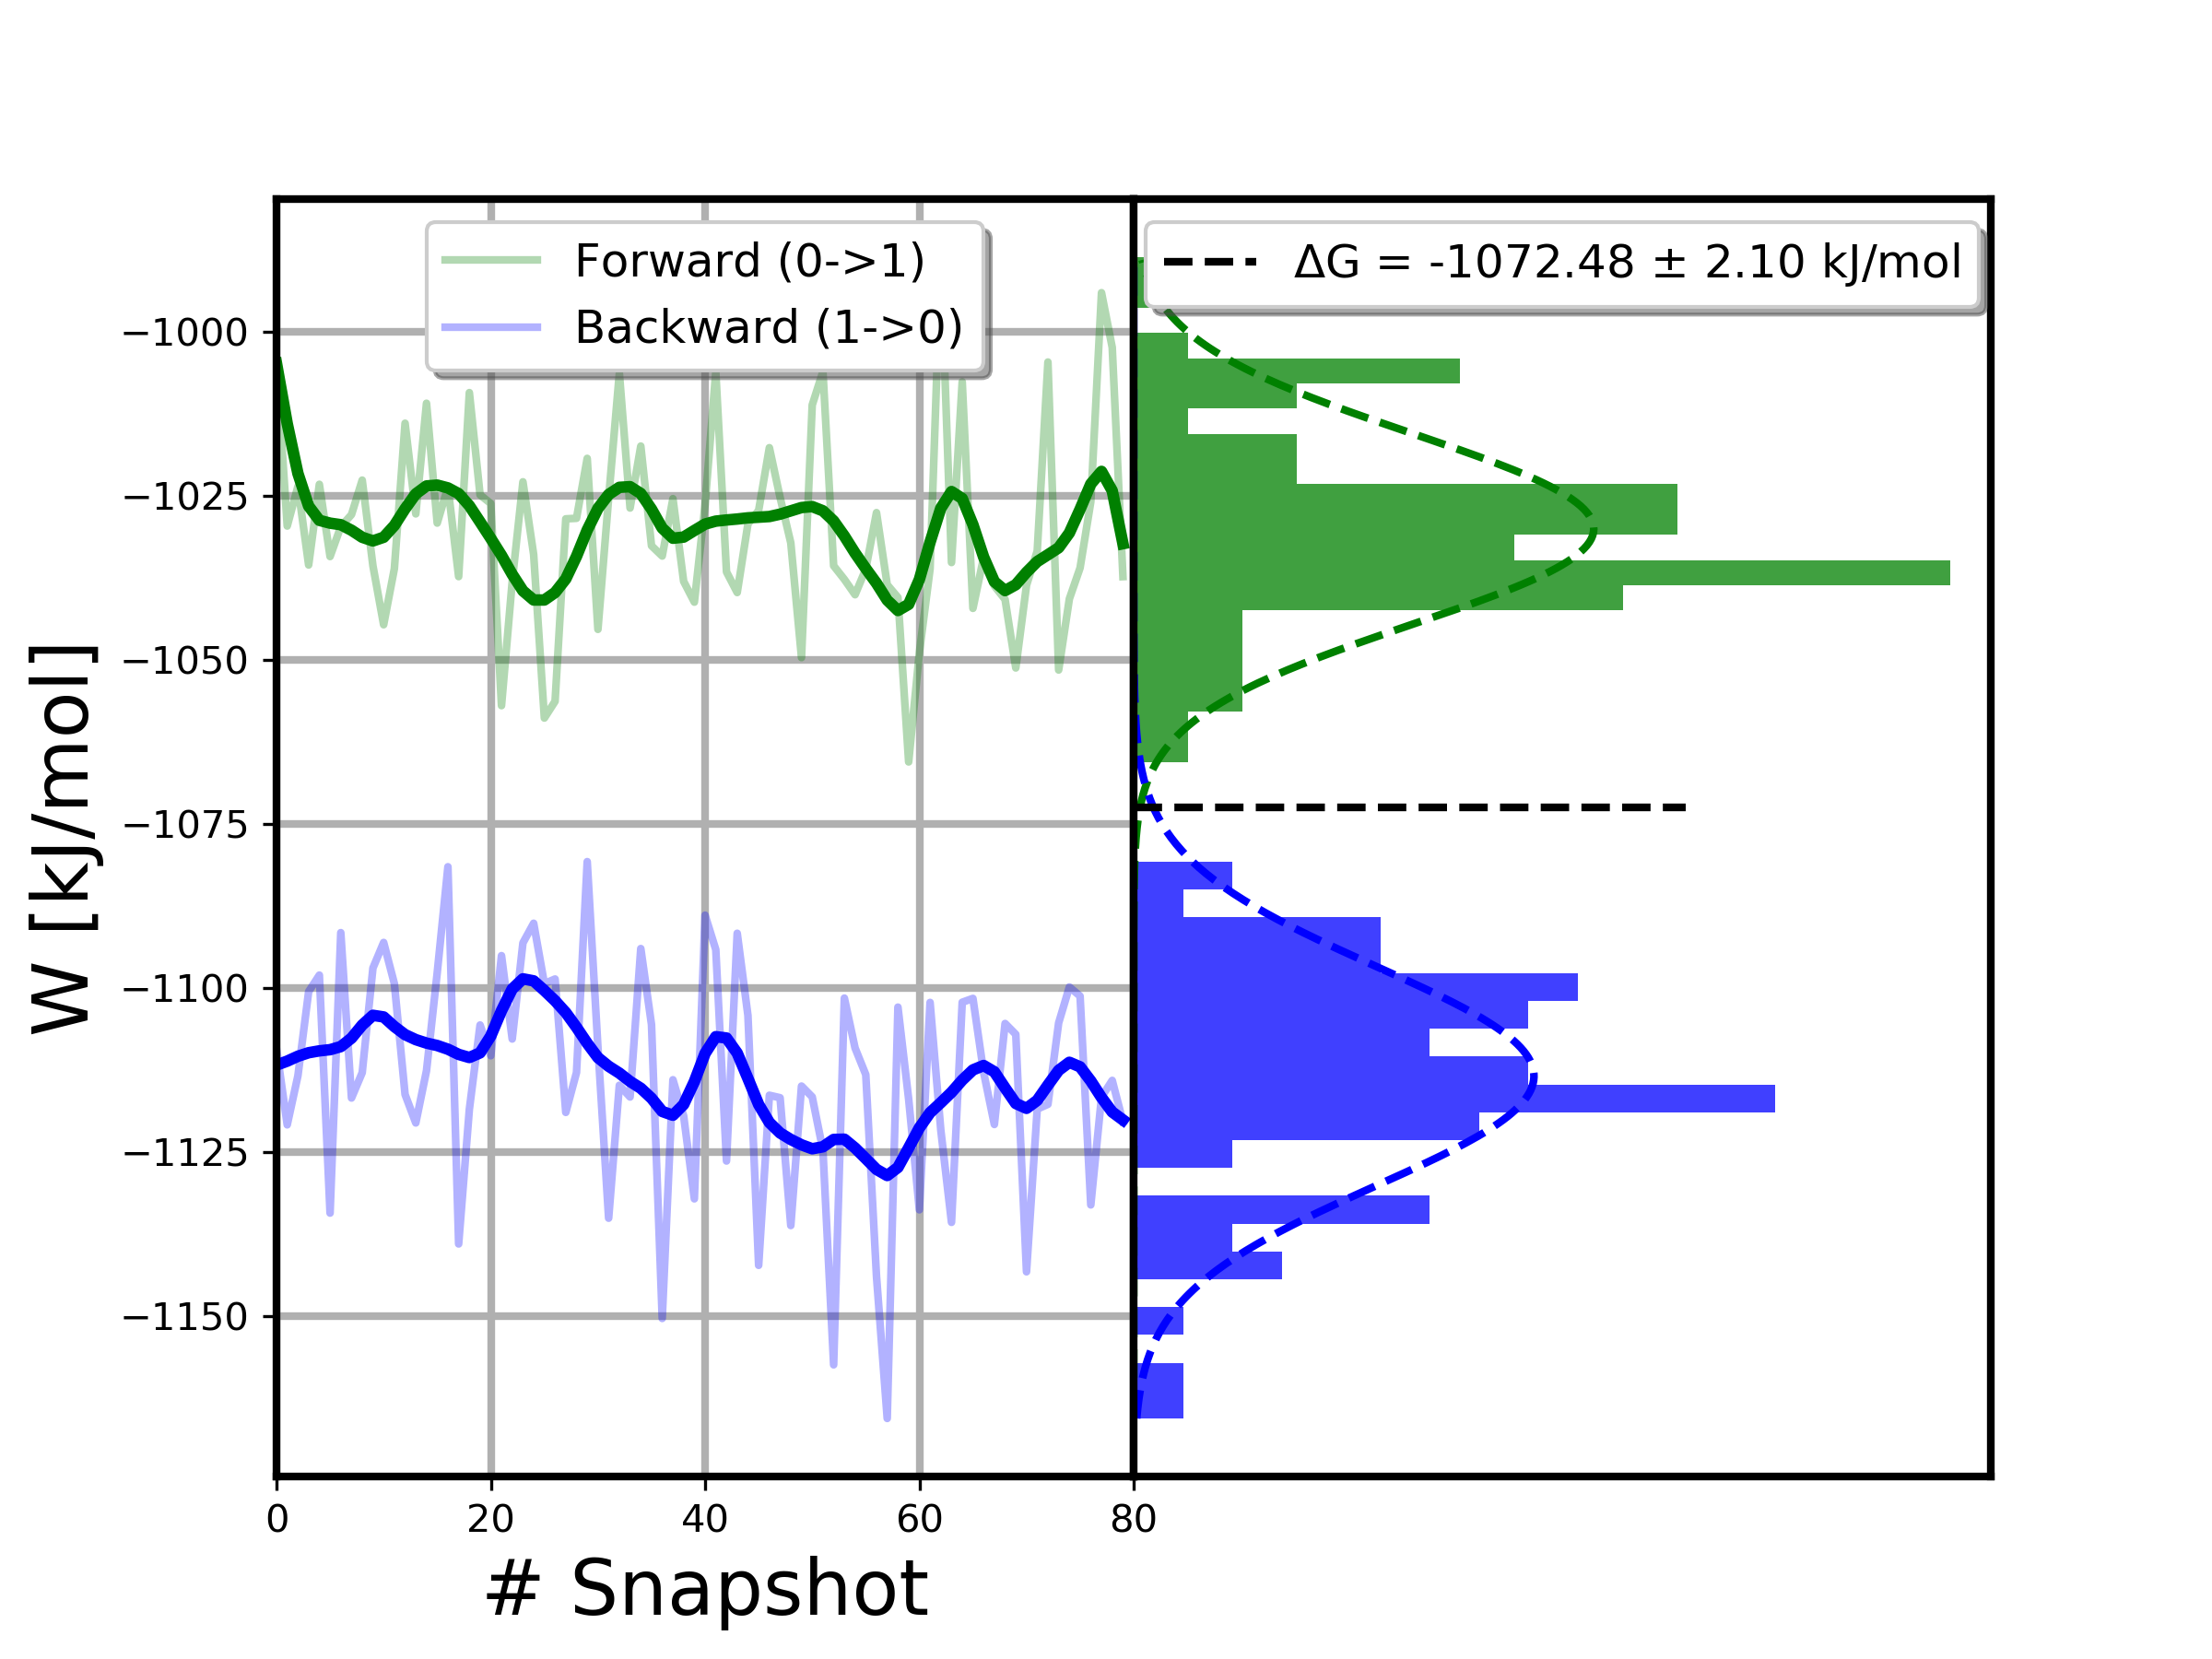 Forward (0->1)
Backward (1->0)
ΔG = -1072.48 ± 2.10 kJ/mol
W [kJ/mol]
−1000
−1025
−1050
−1075
−1100
−1125
−1150
0 20 40 60 80
# Snapshot